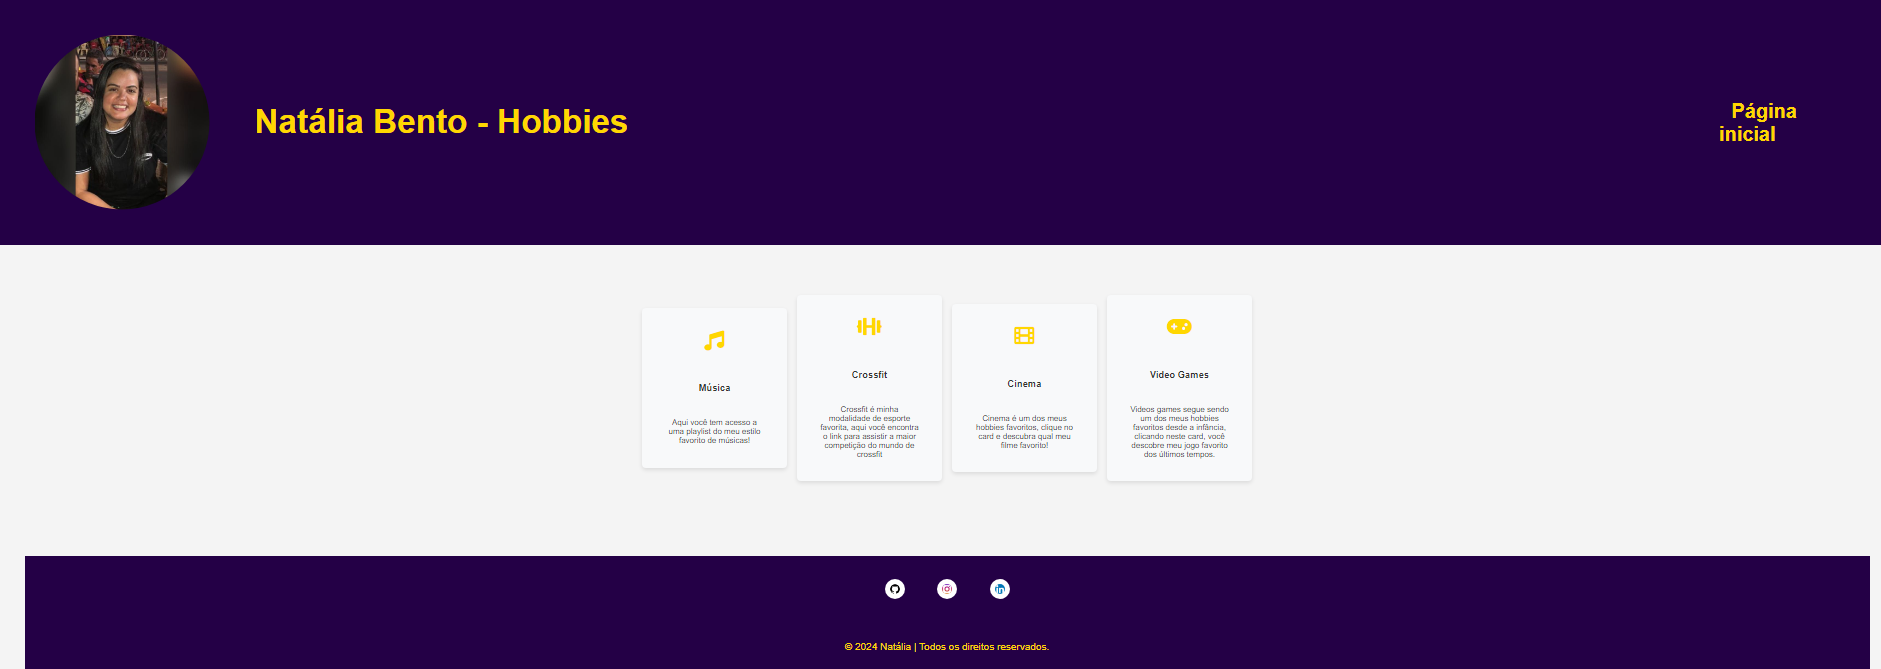 Natália Bento - Hobbies
Página
inicial
Música
Aqui você tem acesso a
uma playlist do meu estilo
favorito de músicas!
Crossfit
Crossfit é minha
modalidade de esporte
favorita, aqui você encontra
o link para assistir a maior
competição do mundo de
crossfit
Cinema
Cinema é um dos meus
hobbies favoritos, clique no
card e descubra qual meu
filme favorito!
Video Games
Videos games segue sendo
um dos meus hobbies
favoritos desde a infância,
clicando neste card, você
descobre meu jogo favorito
dos últimos tempos.
© 2024 Natália | Todos os direitos reservados.